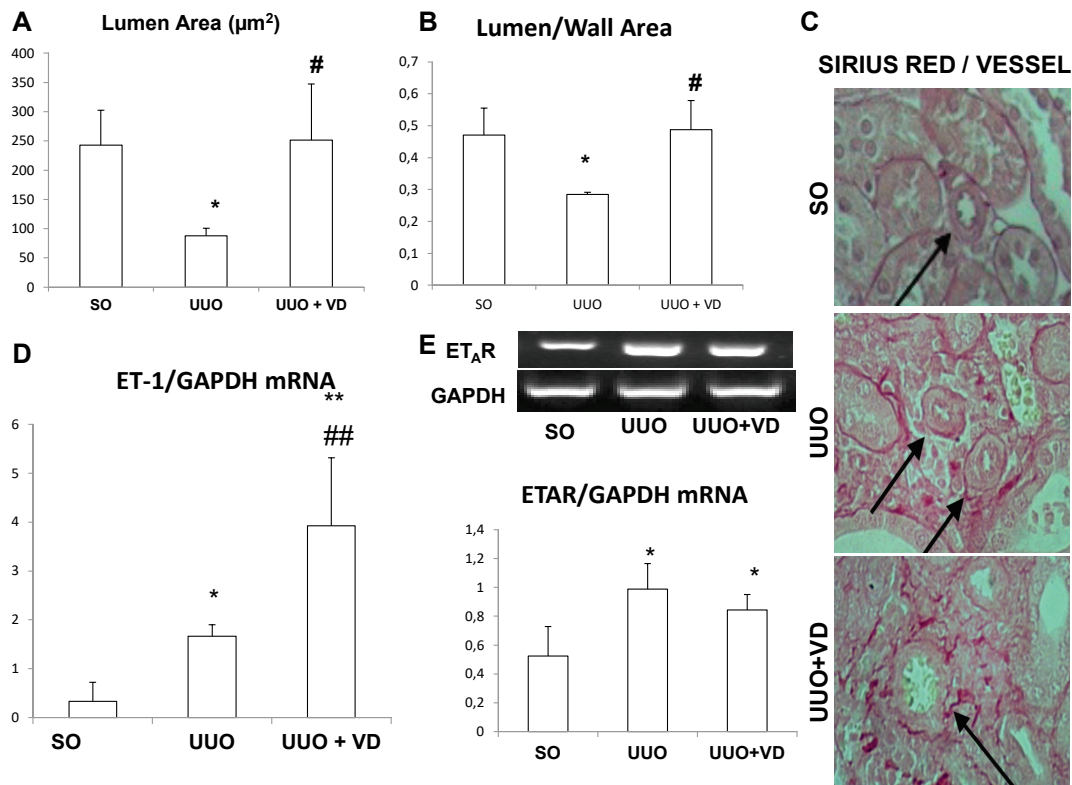 A
Lumen Area (µm²)
400
350
300
250
200
150
100
50
0
*
#
SO UUO UUO + VD
B
Lumen/Wall Area
0,7
0,6
0,5
0,4
0,3
0,2
0,1
0
*
#
SO UUO UUO + VD
C
SIRIUS RED / VESSEL
SO
UUO
UUO+VD
D
ET-1/GAPDH mRNA
6
5
4
3
2
1
0
*
**
##
SO UUO UUO + VD
E
ETAR
GAPDH
SO UUO UUO+VD
ETAR/GAPDH mRNA
1,4
1,2
1
0,8
0,6
0,4
0,2
0
*
*
SO UUO UUO+VD